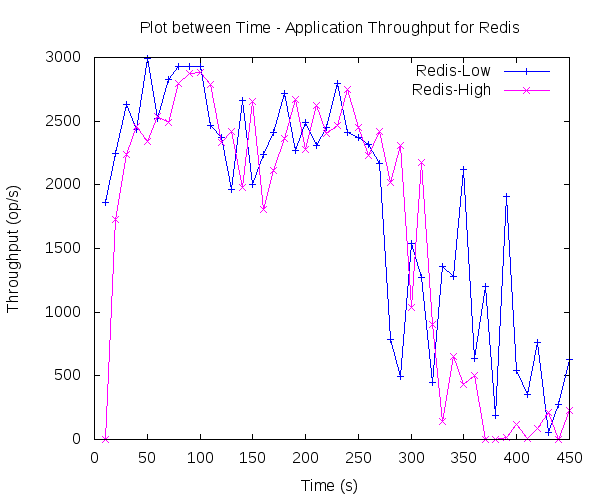 Plot between Time - Application Throughput for Redis
3000
2500
2000
1500
1000
500
0
Throughput (op/s)
Redis-Low
Redis-High
0 50 100 150 200 250 300 350 400 450
Time (s)